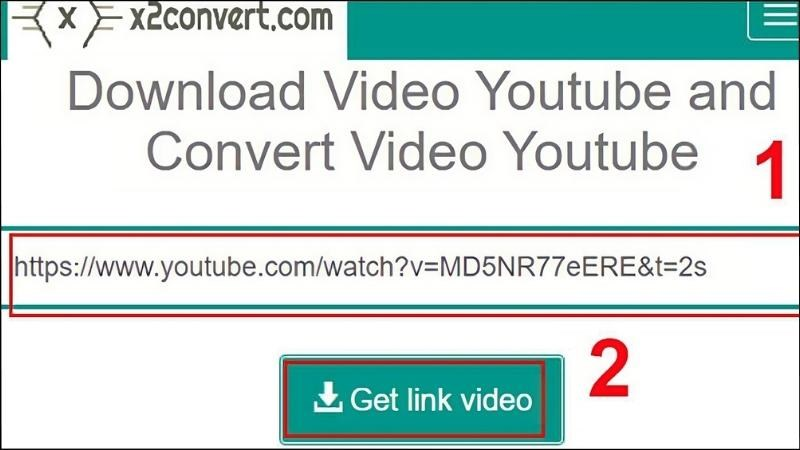 x x2convert.com
Download Video Youtube and
Convert Video Youtube
1
https://www.youtube.com/watch?v=MD5NR77eERE&t=2s
2
Get link video